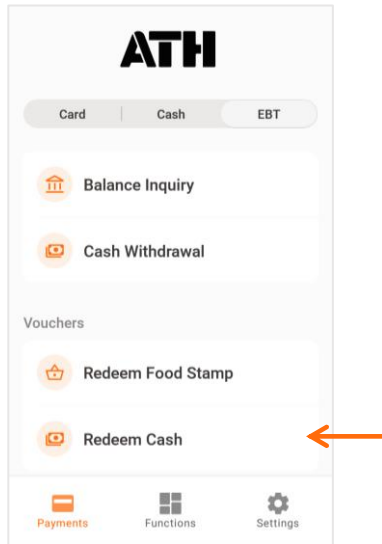 ATH
Card Cash EBT
Balance Inquiry
Cash Withdrawal
Vouchers
Redeem Food Stamp
Redeem Cash
Payments Functions Settings